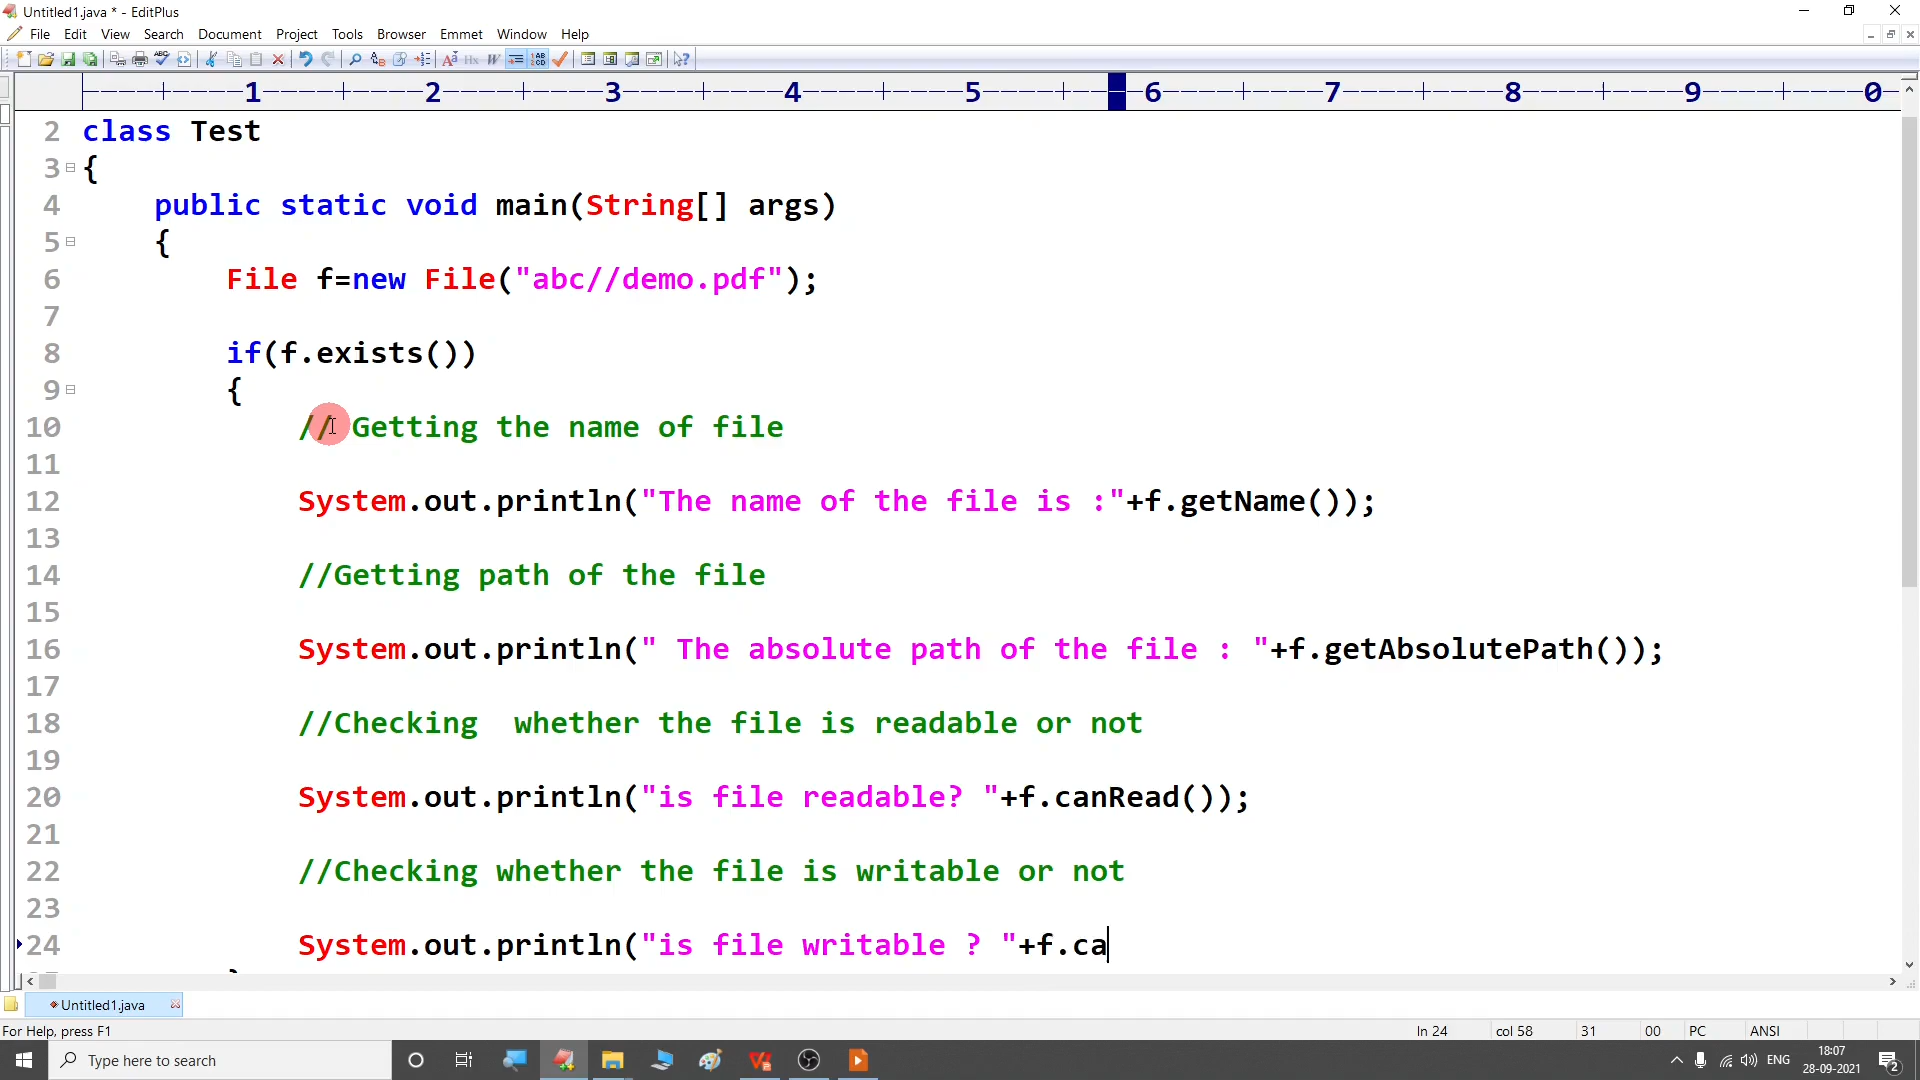 Untitled1.java * - EditPlus
File Edit View Search Document Project Tools Browser Emmet Window Help
1 2 3 4 5 6 7 8 9 0
2 class Test
3 {
4 public static void main(String[] args)
5 {
6 File f=new File("abc//demo.pdf");
7
8 if(f.exists())
9 {
10 // Getting the name of file
11
12 System.out.println("The name of the file is :"+f.getName());
13
14 //Getting path of the file
15
16 System.out.println(" The absolute path of the file : "+f.getAbsolutePath());
17
18 //Checking  whether the file is readable or not
19
20 System.out.println("is file readable? "+f.canRead());
21
22 //Checking whether the file is writable or not
23
24 System.out.println("is file writable ? "+f.ca
Untitled1.java
For Help, press F1 ln 24 col 58 31 00 PC ANSI
Type here to search ENG 18:07
28-09-2021 2